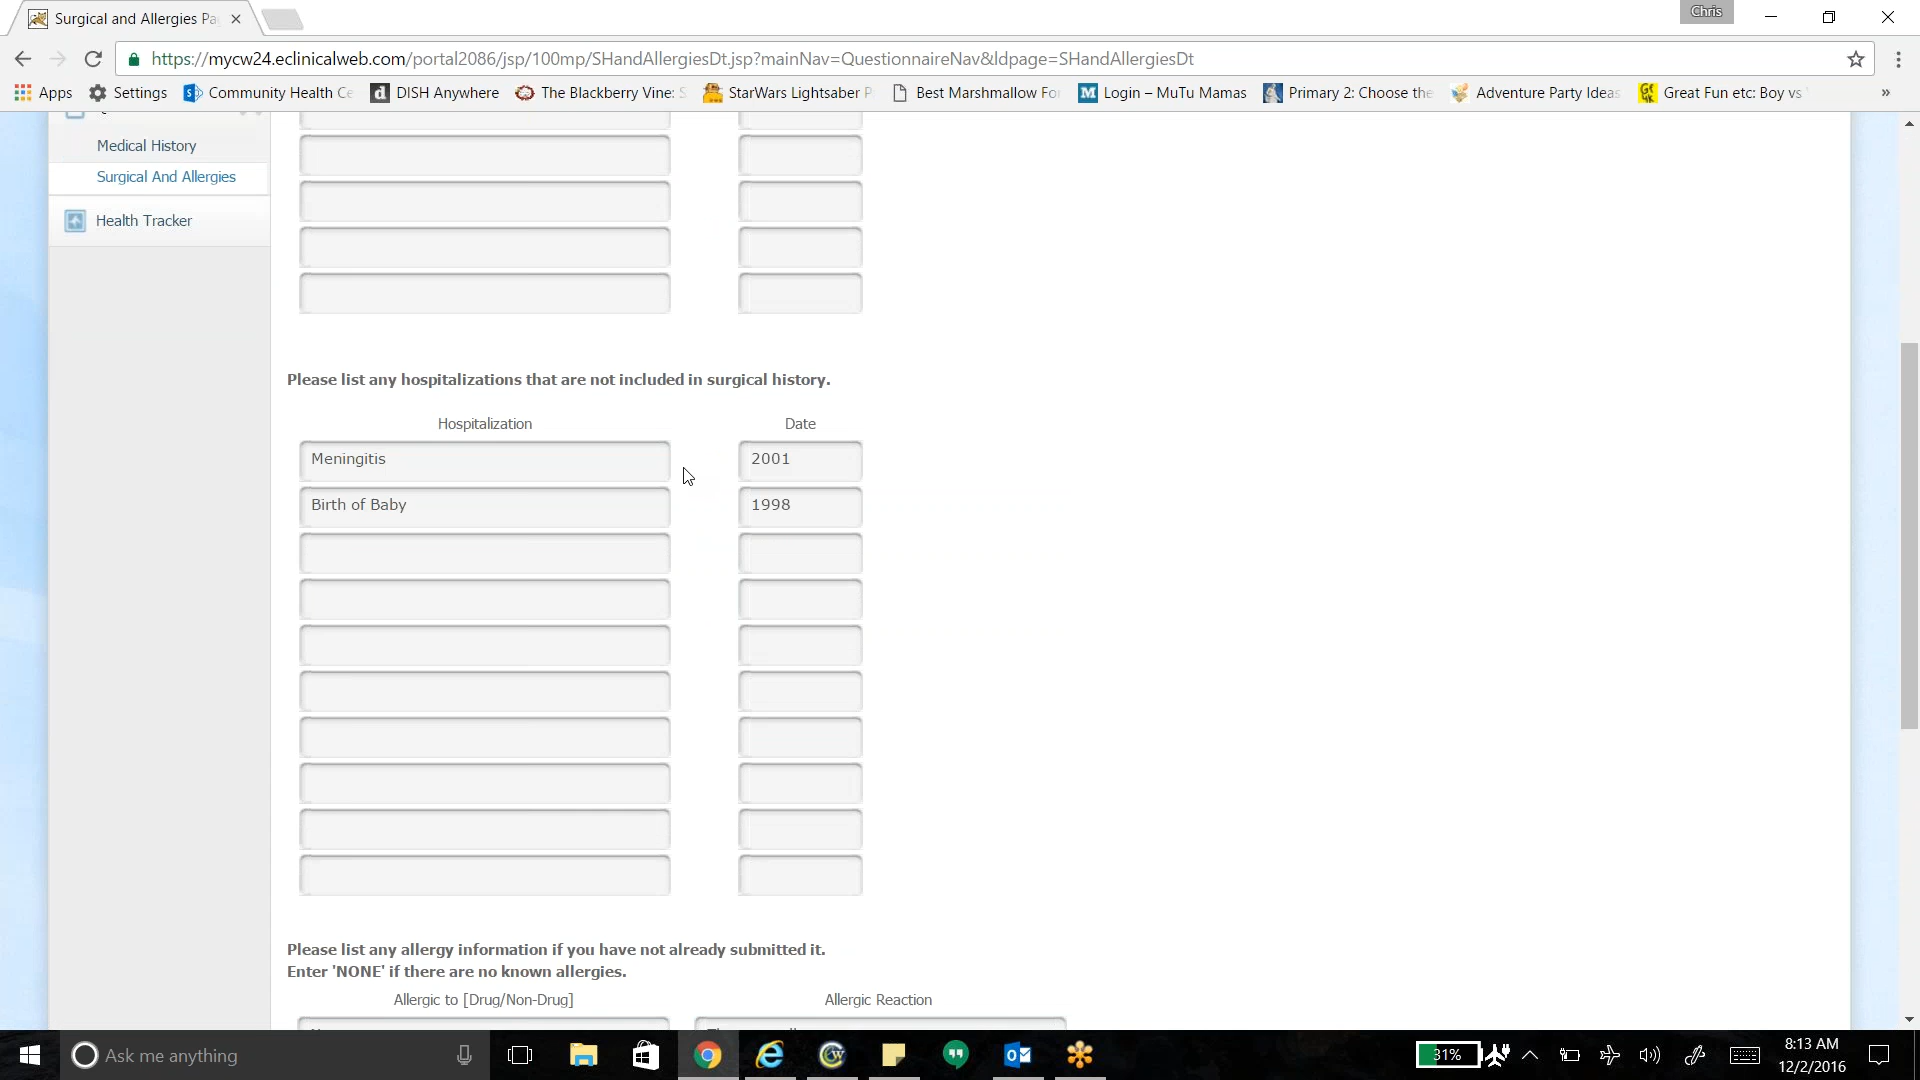 Surgical and Allergies Pa
Chris
https://mycw24.eclinicalweb.com/portal2086/jsp/100mp/SHandAllergiesDt.jsp?mainNav=QuestionnaireNav&ldpage=SHandAllergiesDt
Apps Settings Community Health Ce DISH Anywhere The Blackberry Vine: S StarWars Lightsaber P Best Marshmallow Fo Login – MuTu Mamas Primary 2: Choose the Adventure Party Ideas Great Fun etc: Boy vs »
Medical History
Surgical And Allergies
Health Tracker
Please list any hospitalizations that are not included in surgical history.
Hospitalization Date
Meningitis 2001
Birth of Baby 1998
Please list any allergy information if you have not already submitted it.
Enter 'NONE' if there are no known allergies.
Allergic to [Drug/Non-Drug] Allergic Reaction
Ask me anything
31%
8:13 AM
12/2/2016